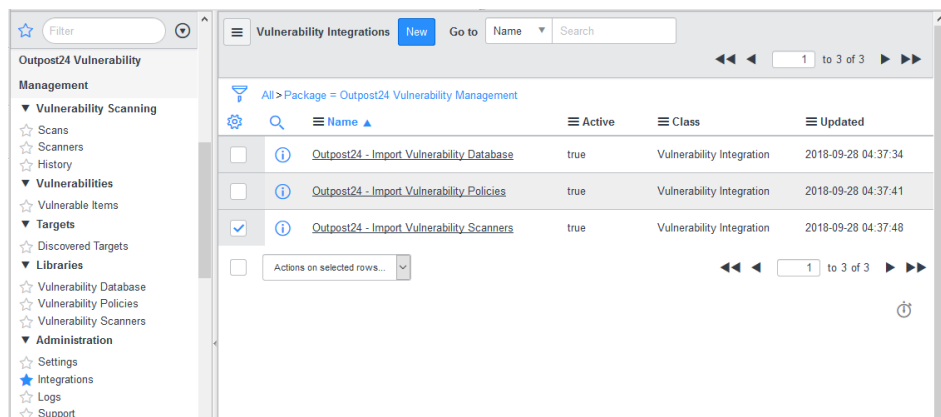 Filter
Outpost24 Vulnerability
Management
Vulnerability Scanning
Scans
Scanners
History
Vulnerabilities
Vulnerable Items
Targets
Discovered Targets
Libraries
Vulnerability Database
Vulnerability Policies
Vulnerability Scanners
Administration
Settings
Integrations
Logs
Support
Vulnerability Integrations New Go to Name Search
1 to 3 of 3
All > Package = Outpost24 Vulnerability Management
Name Active Class Updated
Outpost24 - Import Vulnerability Database true Vulnerability Integration 2018-09-28 04:37:34
Outpost24 - Import Vulnerability Policies true Vulnerability Integration 2018-09-28 04:37:41
Outpost24 - Import Vulnerability Scanners true Vulnerability Integration 2018-09-28 04:37:48
Actions on selected rows... 1 to 3 of 3